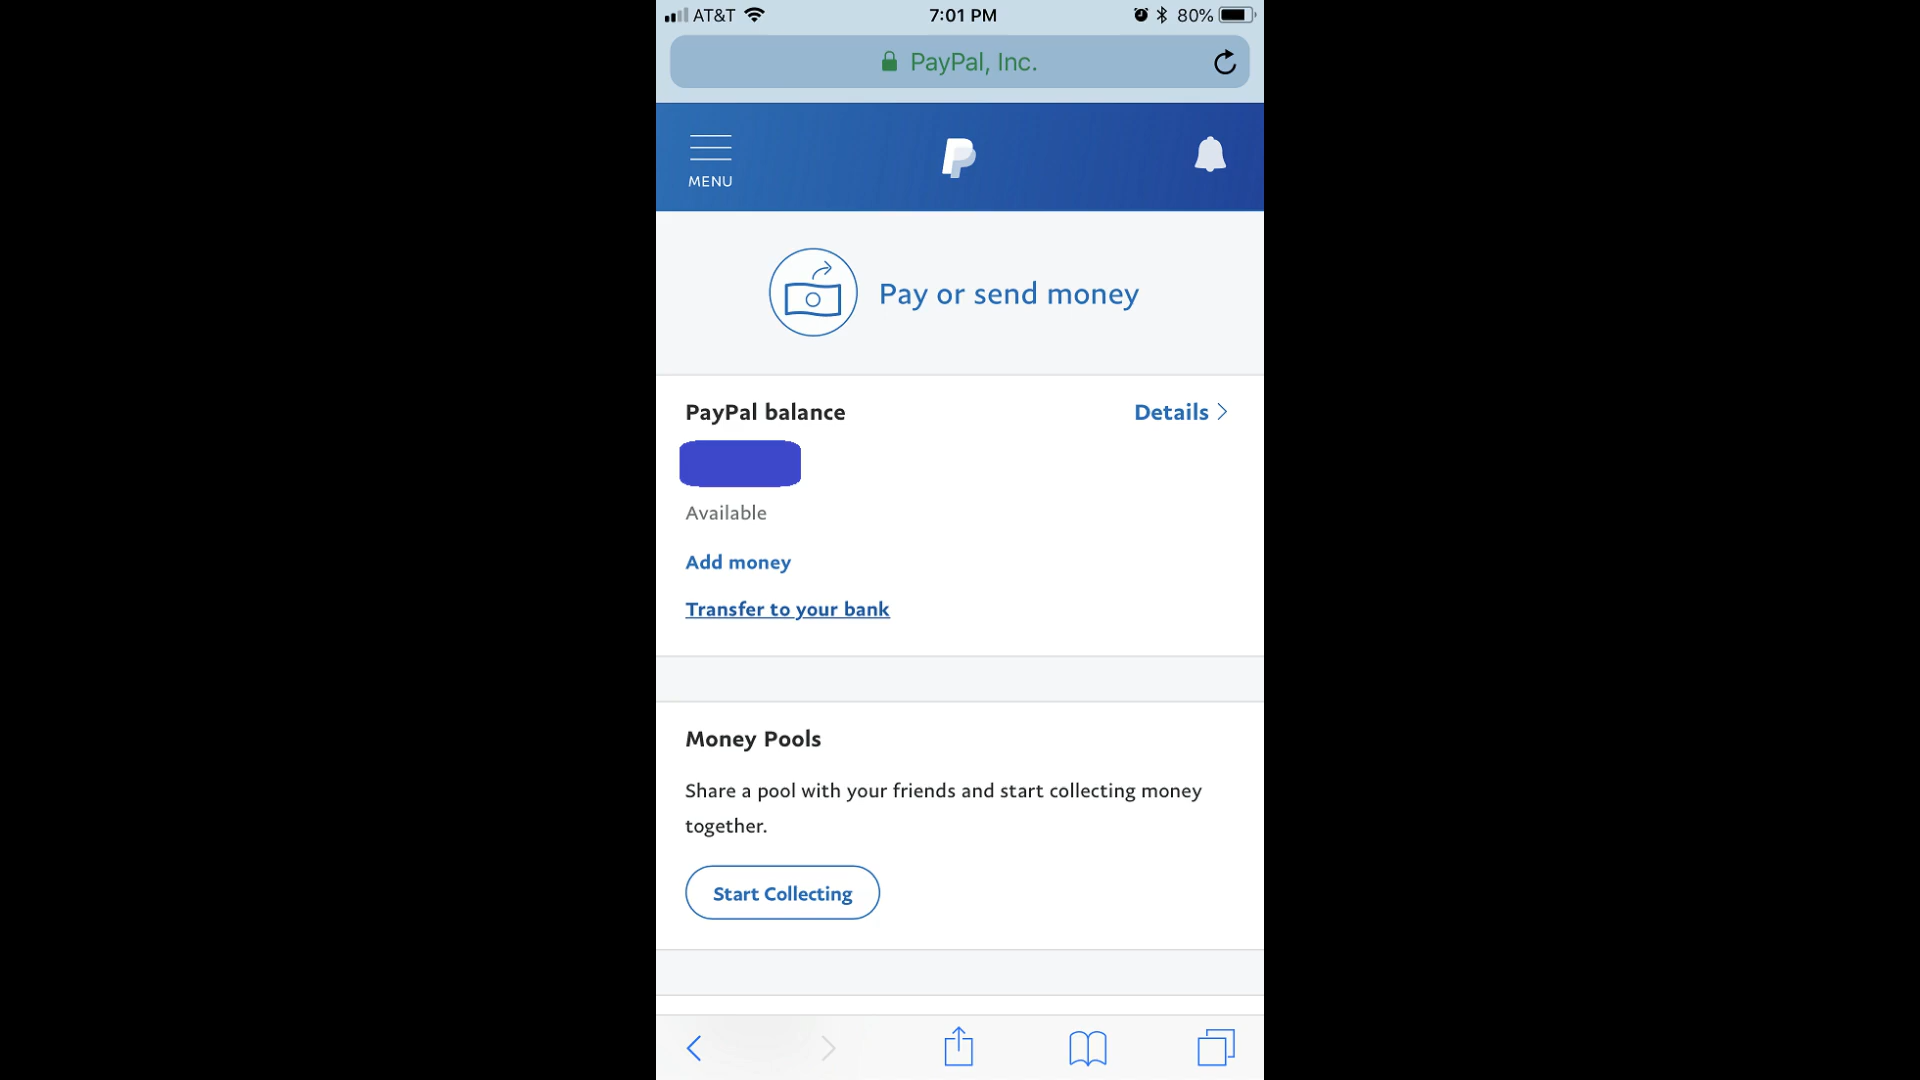 AT&T 7:01 PM 80%
PayPal, Inc.
MENU
Pay or send money
PayPal balance Details
Available
Add money
Transfer to your bank
Money Pools
Share a pool with your friends and start collecting money
together.
Start Collecting